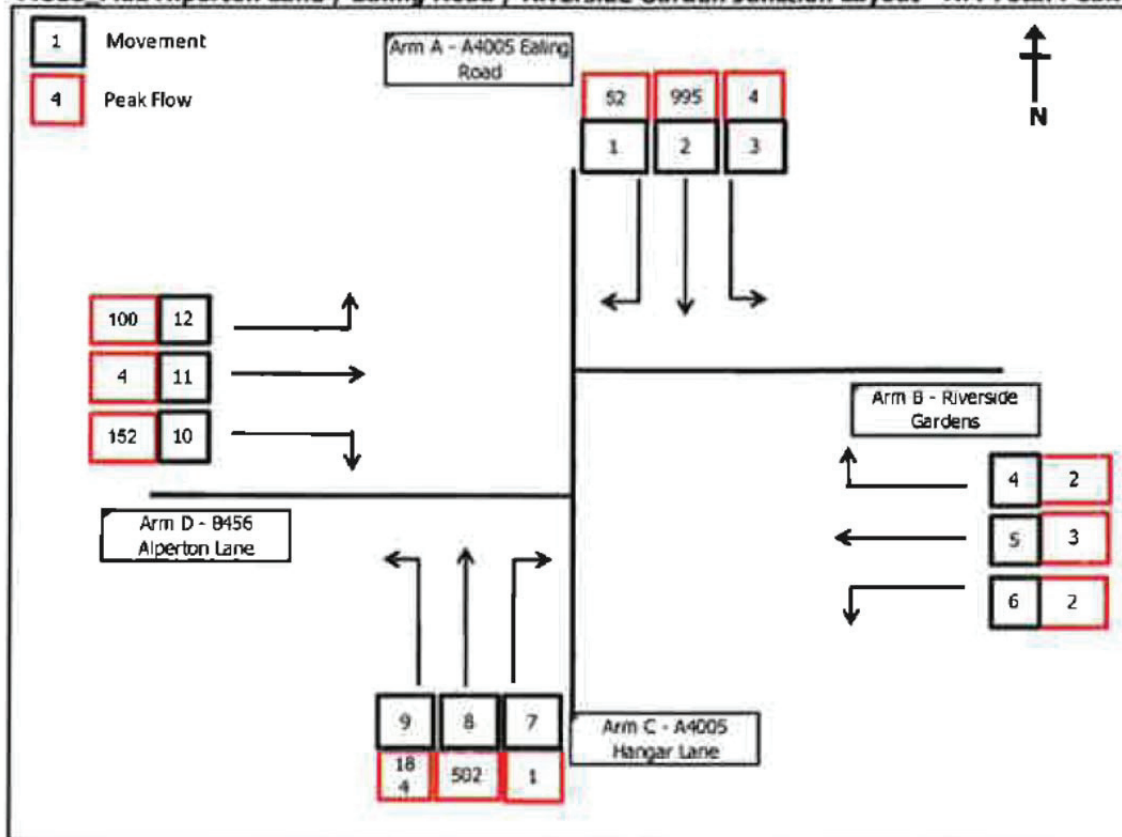 1 Movement
4 Peak Flow
Arm A - A4005 Ealing
Road
52 995 4
1 2 3
N
100 12
4 11
152 10
Arm B - Riverside
Gardens
4 2
5 3
6 2
Arm D - B456
Alperton Lane
9 8 7
18
4
502 1
Arm C - A4005
Hangar Lane